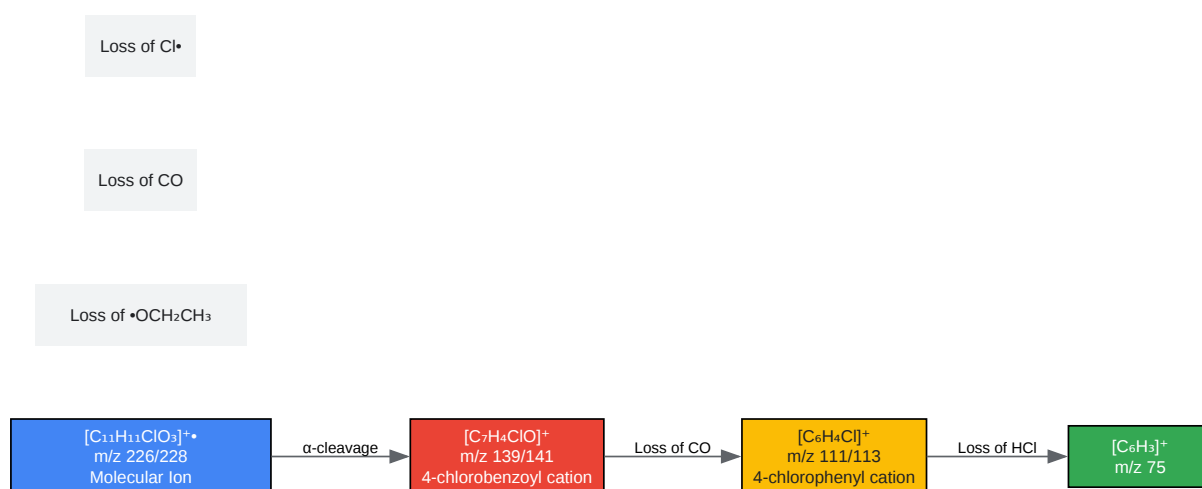 Loss of Cl•
Loss of CO
Loss of •OCH₂CH₃
[C₁₁H₁₁ClO₃]⁺•
m/z 226/228
Molecular Ion
α-cleavage
[C₇H₄ClO]⁺
m/z 139/141
4-chlorobenzoyl cation
Loss of CO
[C₆H₄Cl]⁺
m/z 111/113
4-chlorophenyl cation
Loss of HCl
[C₆H₃]⁺
m/z 75